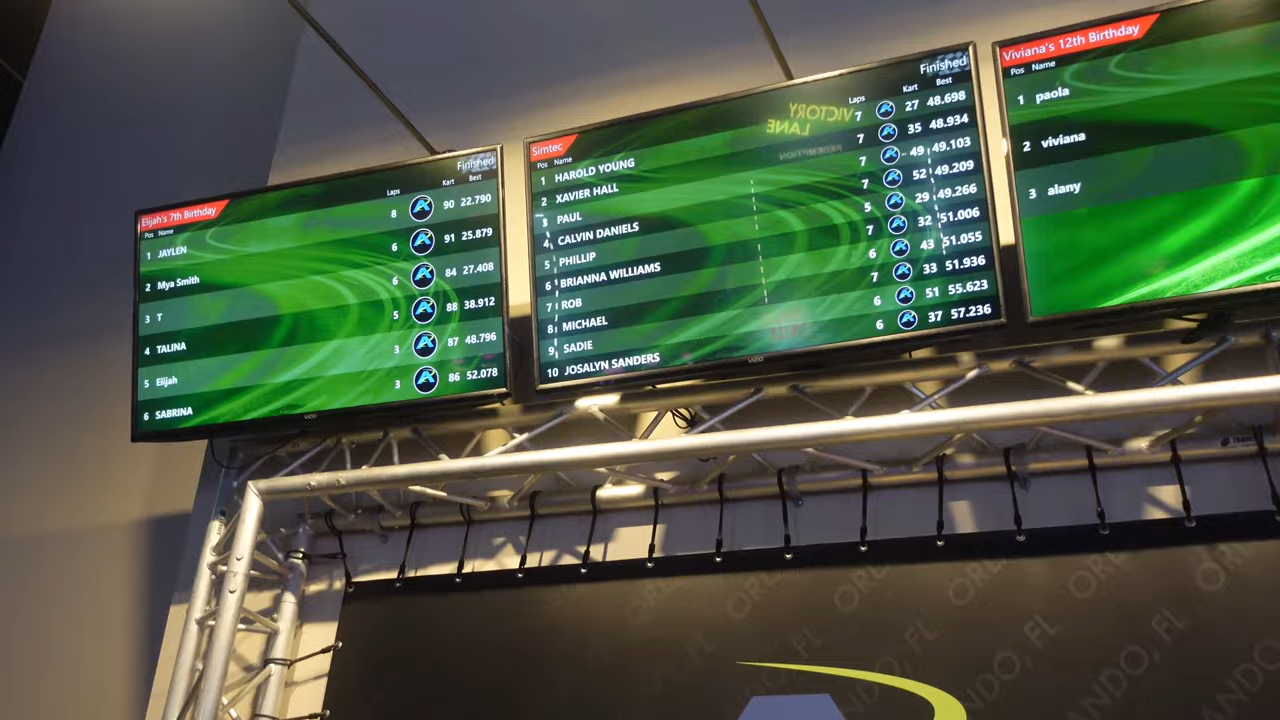 Elijah's 7th Birthday Finished
Pos Name Laps Kart Best
1 JAYLEN 8 90 22.790
2 Mya Smith 6 91 25.879
3 T 6 84 27.408
4 TALINA 5 88 38.912
5 Elijah 3 87 48.796
6 SABRINA 3 86 52.078
VIZIO
Simtec Finished
Pos Name Laps Kart Best
1 HAROLD YOUNG 7 27 48.698
2 XAVIER HALL 7 35 48.934
3 PAUL 7 49 49.103
4 CALVIN DANIELS 7 52 49.209
5 PHILLIP 5 29 49.266
6 BRIANNA WILLIAMS 7 32 51.006
7 ROB 6 43 51.055
8 MICHAEL 7 33 51.936
9 SADIE 6 51 55.623
10 JOSALYN SANDERS 6 37 57.236
VICTORY
LANE
REDEMPTION
VIZIO
Viviana's 12th Birthday
Pos Name
1 paola
2 viviana
3 alany
ORLANDO, FL